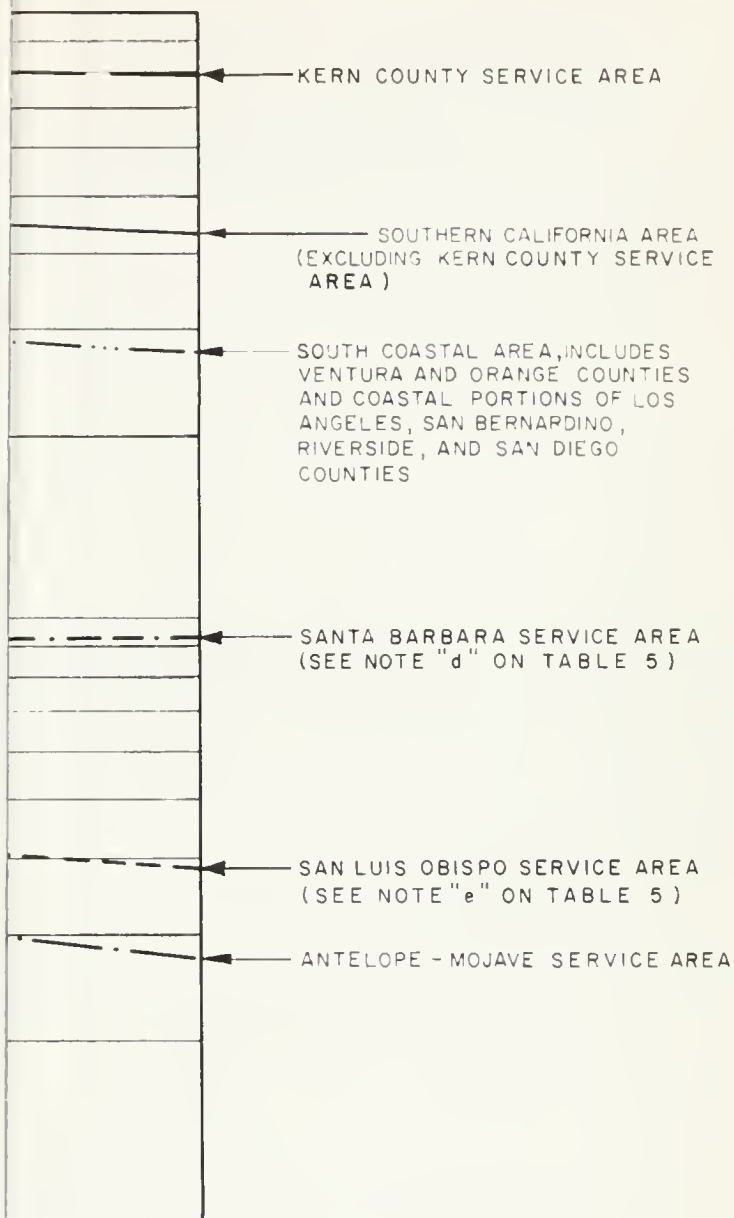 KERN COUNTY SERVICE AREA
SOUTHERN CALIFORNIA AREA
(EXCLUDING KERN COUNTY SERVICE
AREA)
SOUTH COASTAL AREA, INCLUDES
VENTURA AND ORANGE COUNTIES
AND COASTAL PORTIONS OF LOS
ANGELES, SAN BERNARDINO,
RIVERSIDE, AND SAN DIEGO
COUNTIES
SANTA BARBARA SERVICE AREA
(SEE NOTE "d" ON TABLE 5)
SAN LUIS OBISPO SERVICE AREA
(SEE NOTE "e" ON TABLE 5)
ANTELOPE - MOJAVE SERVICE AREA